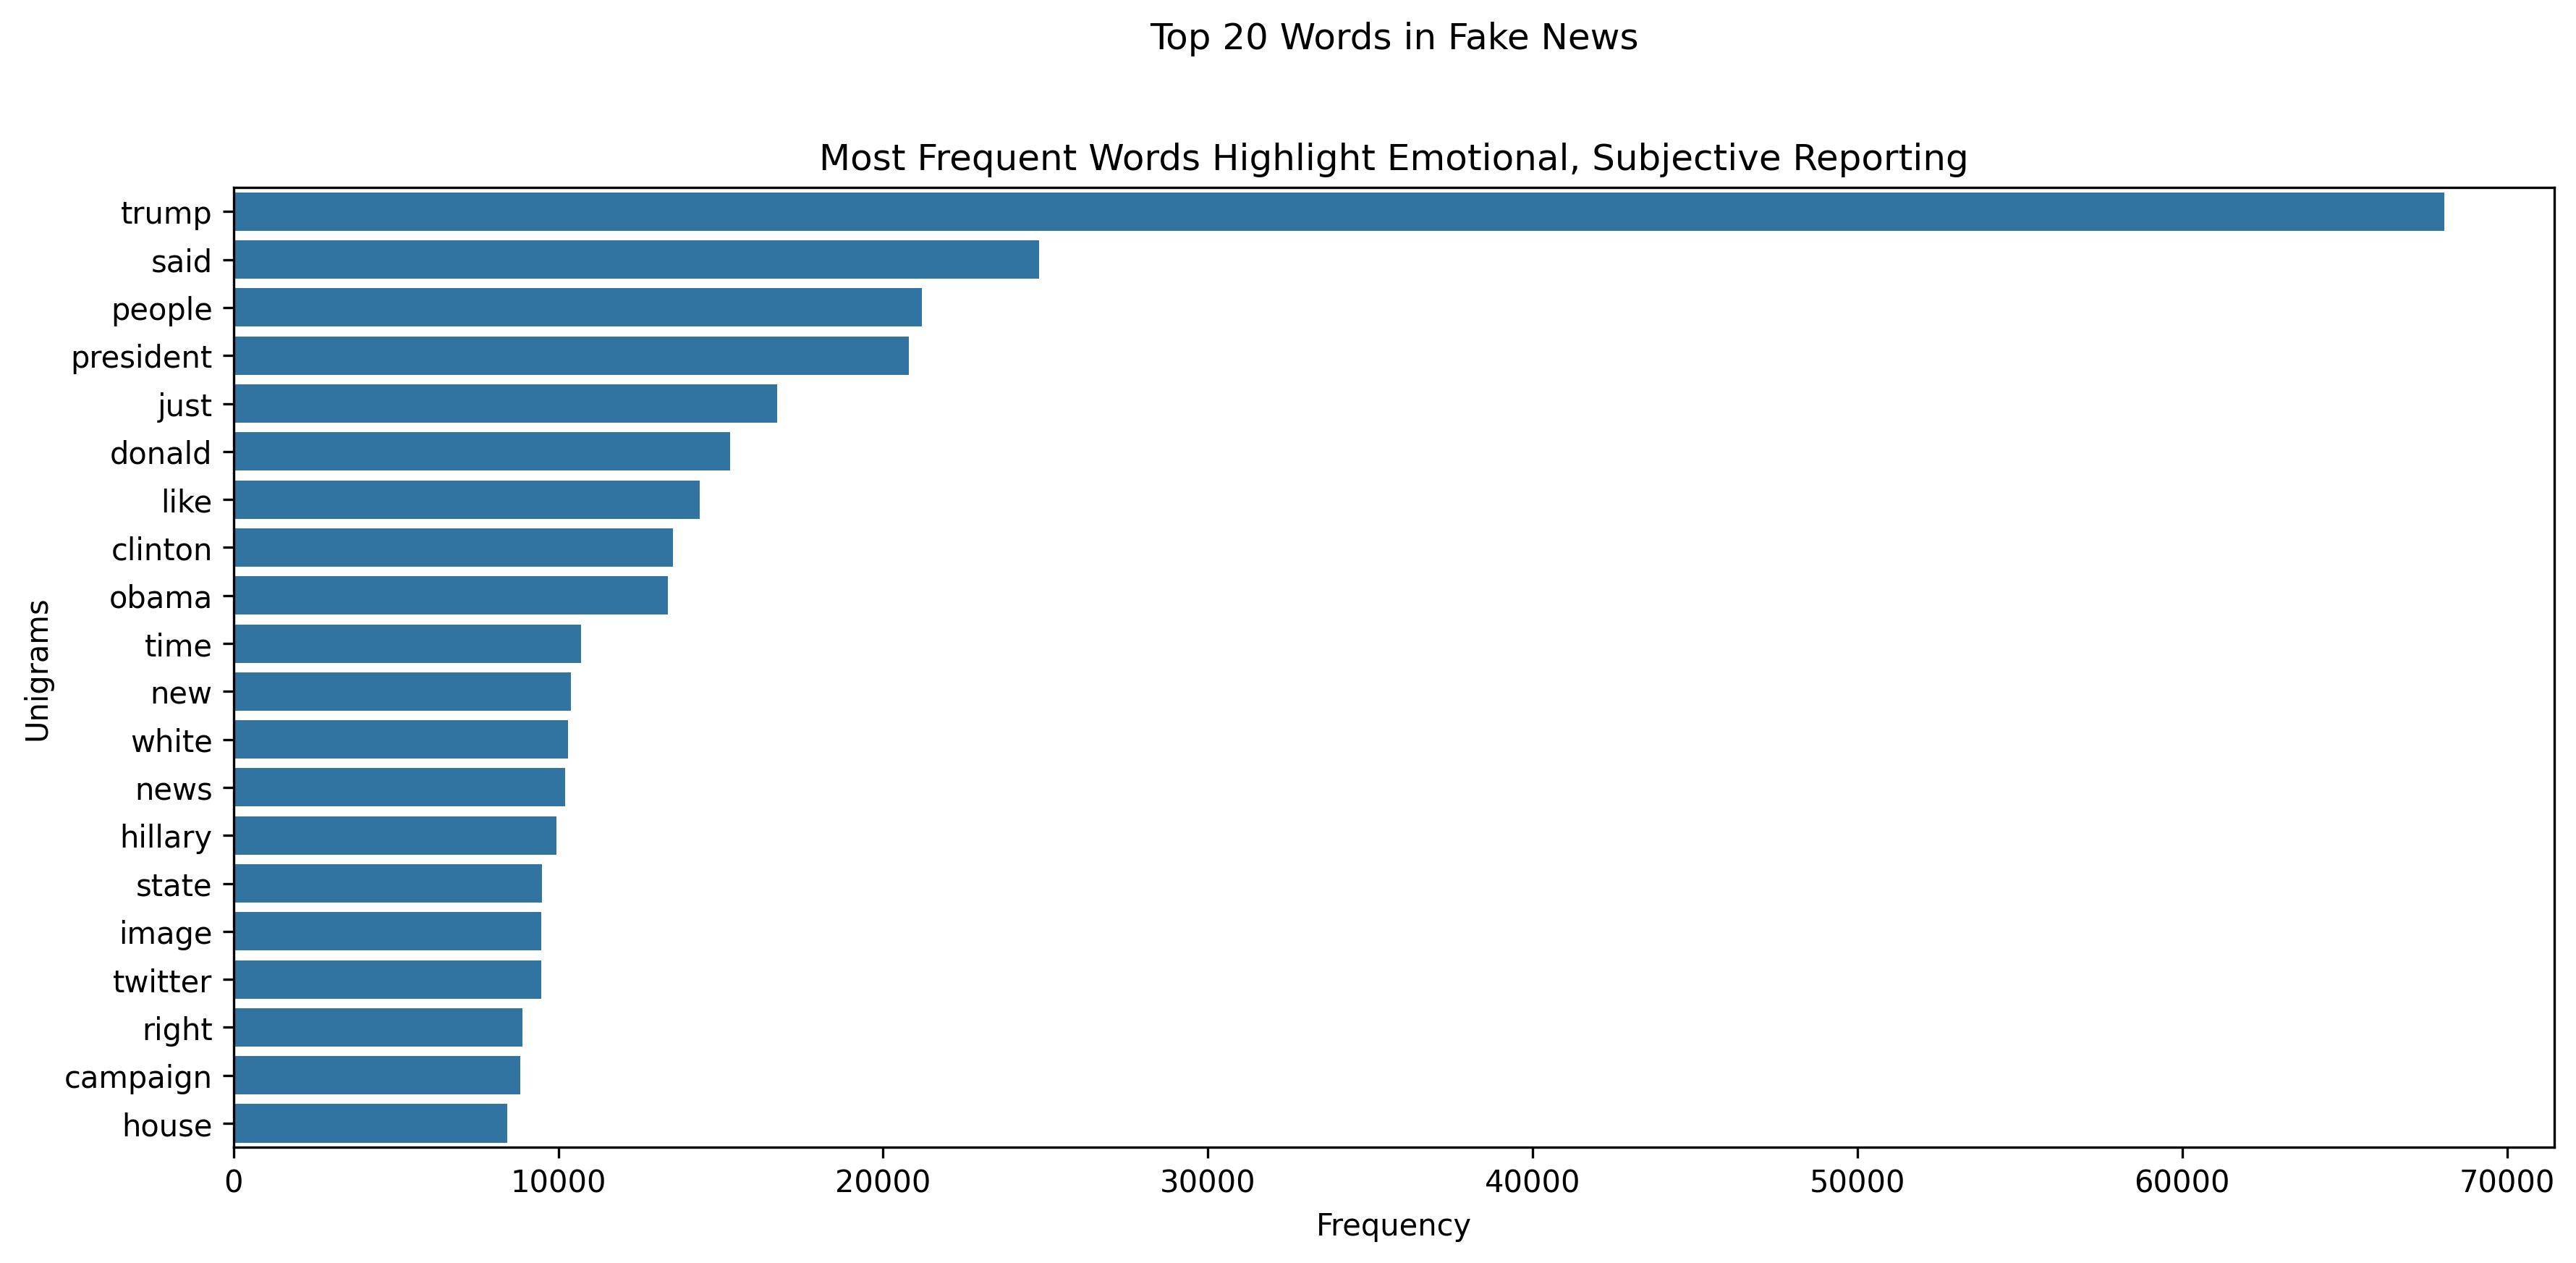 Top 20 Words in Fake News
Most Frequent Words Highlight Emotional, Subjective Reporting
Unigrams
trump
said
people
president
just
donald
like
clinton
obama
time
new
white
news
hillary
state
image
twitter
right
campaign
house
0 10000 20000 30000 40000 50000 60000 70000
Frequency